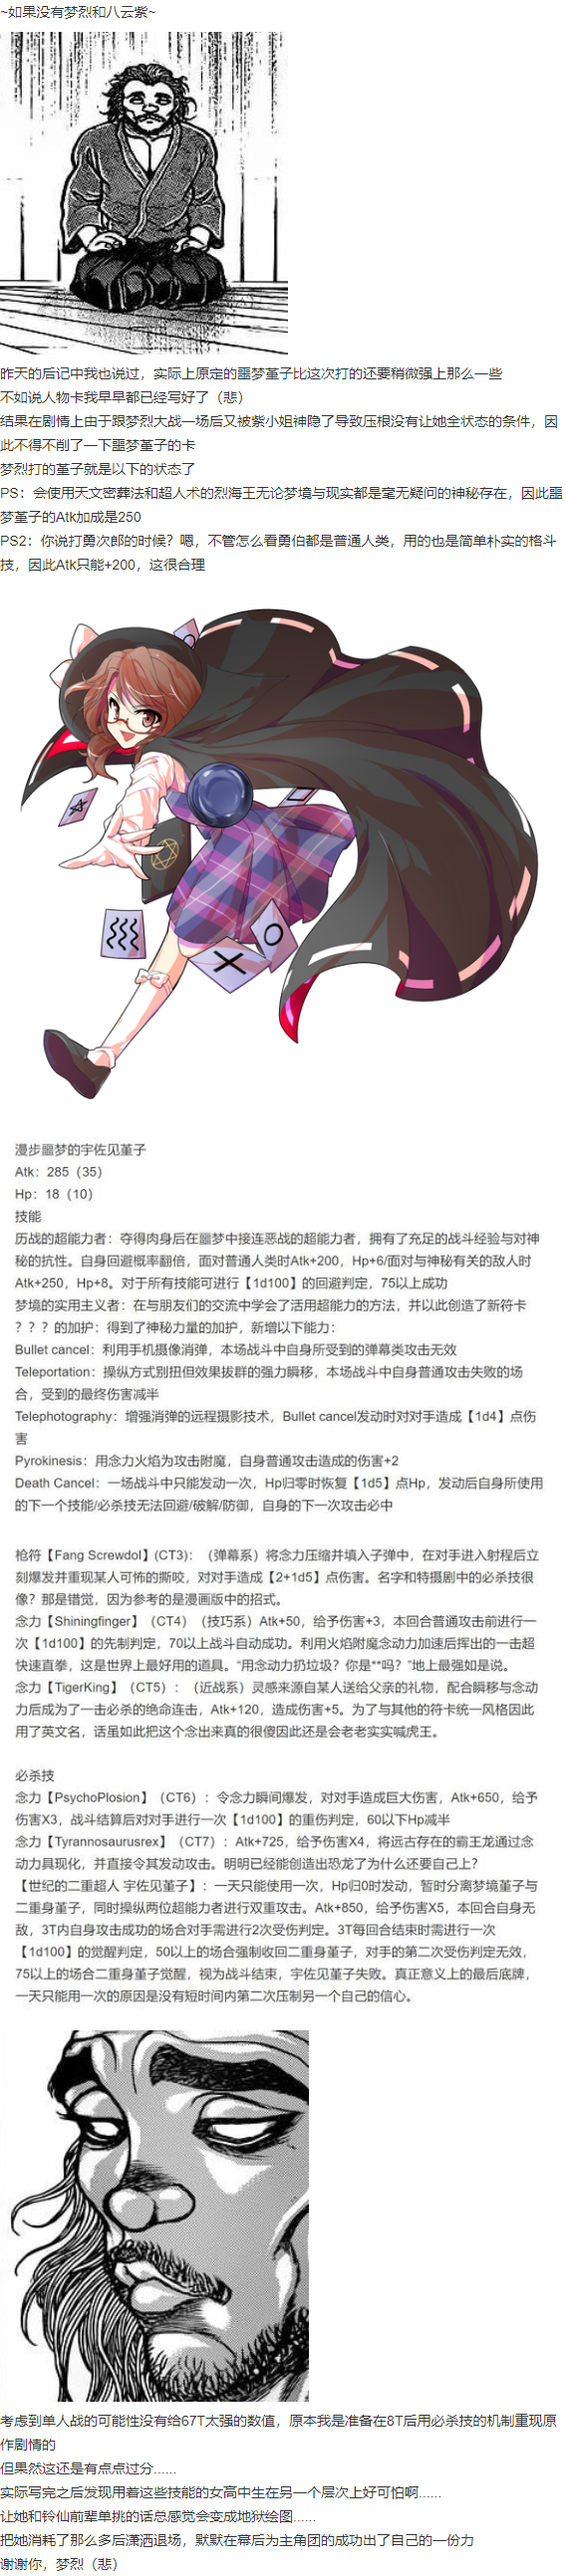 ~如果没有梦烈和八云紫~
昨天的后记中我也说过，实际上原定的噩梦堇子比这次打的还要稍微强上那么一些
不如说人物卡我早早都已经写好了（悲）
结果在剧情上由于跟梦烈大战一场后又被紫小姐神隐了导致压根没有让她全状态的条件，因
此不得不削了一下噩梦堇子的卡
梦烈打的堇子就是以下的状态了
PS：会使用天文密葬法和超人术的烈海王无论梦境与现实都是毫无疑问的神秘存在，因此噩
梦堇子的Atk加成是250
PS2：你说打勇次郎的时候？嗯，不管怎么看勇伯都是普通人类，用的也是简单朴实的格斗
技，因此Atk只能+200，这很合理
漫步噩梦的宇佐见堇子
Atk：285（35）
Hp：18（10）
技能
历战的超能力者：夺得肉身后在噩梦中接连恶战的超能力者，拥有了充足的战斗经验与对神
秘的抗性。自身回避概率翻倍，面对普通人类时Atk+200，Hp+6/面对与神秘有关的敌人时
Atk+250，Hp+8。对于所有技能可进行【1d100】的回避判定，75以上成功
梦境的实用主义者：在与朋友们的交流中学会了活用超能力的方法，并以此创造了新符卡
？？？的加护：得到了神秘力量的加护，新增以下能力：
Bullet cancel：利用手机摄像消弹，本场战斗中自身所受到的弹幕类攻击无效
Teleportation：操纵方式别扭但效果拔群的强力瞬移，本场战斗中自身普通攻击失败的场
合，受到的最终伤害减半
Telephotography：增强消弹的远程摄影技术，Bullet cancel发动时对对手造成【1d4】点伤
害
Pyrokinesis：用念力火焰为攻击附魔，自身普通攻击造成的伤害+2
Death Cancel：一场战斗中只能发动一次，Hp归零时恢复【1d5】点Hp，发动后自身所使用
的下一个技能/必杀技无法回避/破解/防御，自身的下一次攻击必中
枪符【Fang Screwdol】(CT3)：（弹幕系）将念力压缩并填入子弹中，在对手进入射程后立
刻爆发并重现某人可怖的撕咬，对对手造成【2+1d5】点伤害。名字和特摄剧中的必杀技很
像？那是错觉，因为参考的是漫画版中的招式。
念力【Shiningfinger】（CT4）（技巧系）Atk+50，给予伤害+3，本回合普通攻击前进行一
次【1d100】的先制判定，70以上战斗自动成功。利用火焰附魔念动力加速后挥出的一击超
快速直拳，这是世界上最好用的道具。“用念动力扔垃圾？你是**吗？”地上最强如是说。
念力【TigerKing】（CT5）：（近战系）灵感来源自某人送给父亲的礼物，配合瞬移与念动
力后成为了一击必杀的绝命连击，Atk+120，造成伤害+5。为了与其他的符卡统一风格因此
用了英文名，话虽如此把这个念出来真的很傻因此还是会老老实实喊虎王。
必杀技
念力【PsychoPlosion】（CT6）：令念力瞬间爆发，对对手造成巨大伤害，Atk+650，给予
伤害X3，战斗结算后对对手进行一次【1d100】的重伤判定，60以下Hp减半
念力【Tyrannosaurusrex】（CT7）：Atk+725，给予伤害X4，将远古存在的霸王龙通过念
动力具现化，并直接令其发动攻击。明明已经能创造出恐龙了为什么还要自己上？
【世纪的二重超人 宇佐见堇子】：一天只能使用一次，Hp归0时发动，暂时分离梦境堇子与
二重身堇子，同时操纵两位超能力者进行双重攻击。Atk+850，给予伤害X5，本回合自身无
敌，3T内自身攻击成功的场合对手需进行2次受伤判定。3T每回合结束时需进行一次
【1d100】的觉醒判定，50以上的场合强制收回二重身堇子，对手的第二次受伤判定无效，
75以上的场合二重身堇子觉醒，视为战斗结束，宇佐见堇子失败。真正意义上的最后底牌，
一天只能用一次的原因是没有短时间内第二次压制另一个自己的信心。
考虑到单人战的可能性没有给67T太强的数值，原本我是准备在8T后用必杀技的机制重现原
作剧情的
但果然这还是有点点过分......
实际写完之后发现用着这些技能的女高中生在另一个层次上好可怕啊......
让她和铃仙前辈单挑的话总感觉会变成地狱绘图......
把她消耗了那么多后潇洒退场，默默在幕后为主角团的成功出了自己的一份力
谢谢你，梦烈（悲）